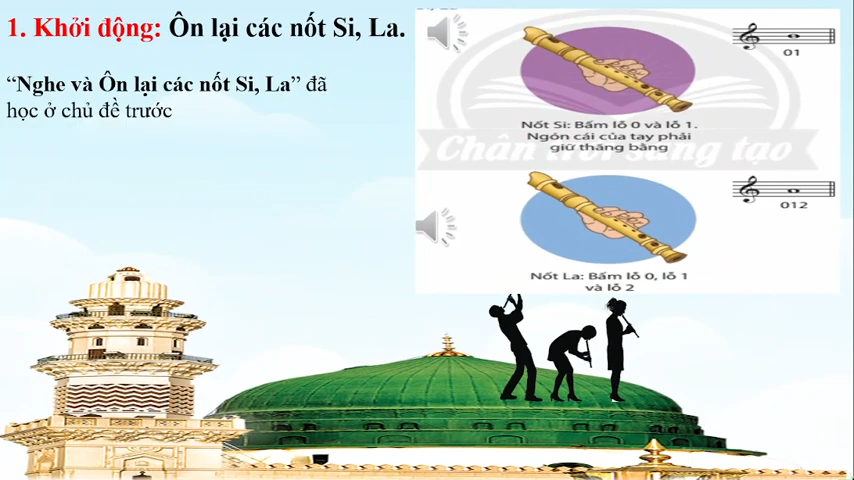 1. Khởi động: Ôn lại các nốt Si, La.
“Nghe và Ôn lại các nốt Si, La” đã
học ở chủ đề trước
01
Nốt Si: Bấm lỗ 0 và lỗ 1.
Ngón cái của tay phải
giữ thăng bằng
Chân trời sáng tạo
012
Nốt La: Bấm lỗ 0, lỗ 1
và lỗ 2